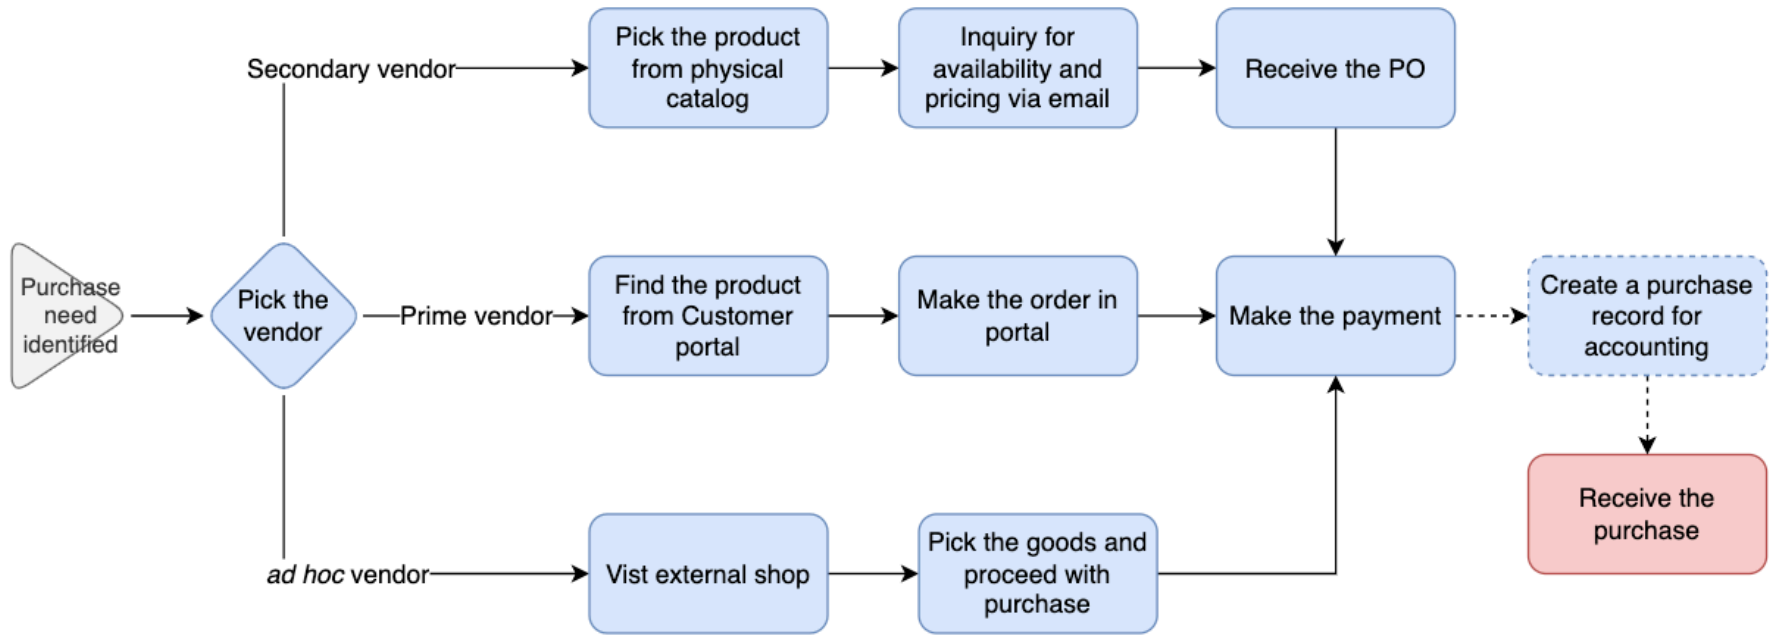 Secondary vendor
Pick the product
from physical
catalog
Inquiry for
availability and
pricing via email
Receive the PO
Purchase
need
identified
Pick the
vendor
Prime vendor
Find the product
from Customer
portal
Make the order in
portal
Make the payment
Create a purchase
record for
accounting
Receive the
purchase
ad hoc vendor
Vist external shop
Pick the goods and
proceed with
purchase